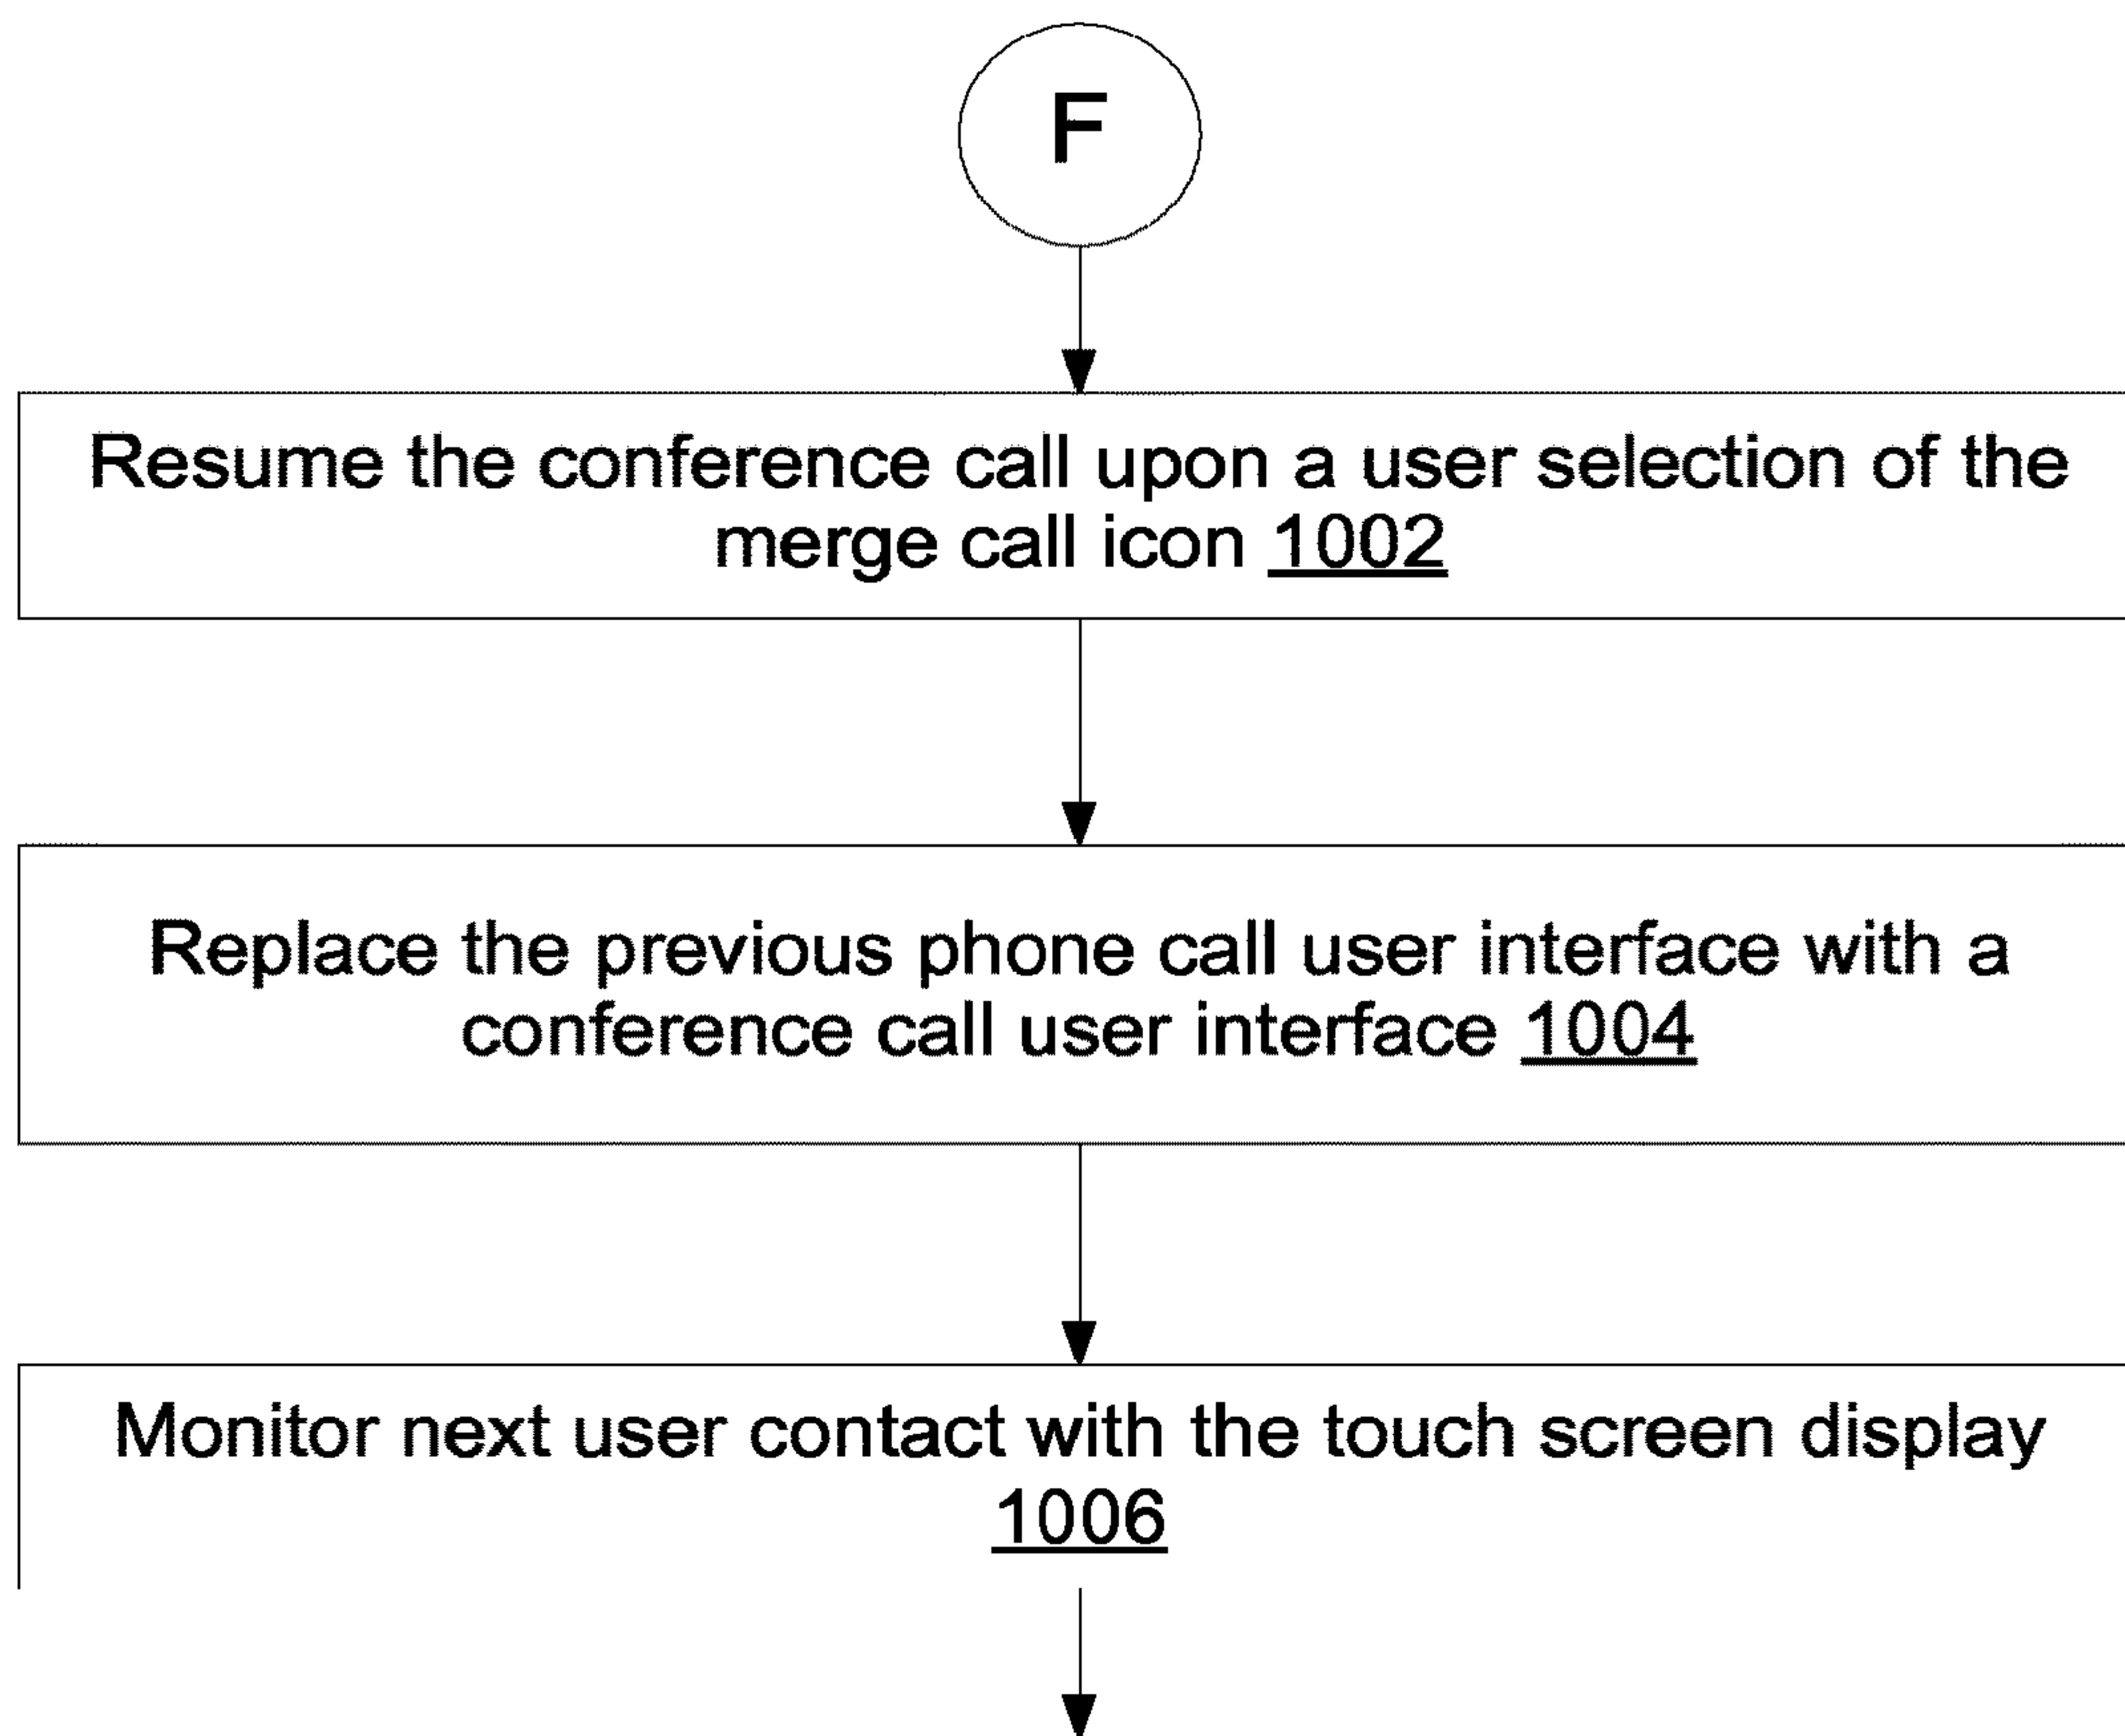 F
Resume the conference call upon a user selection of the
merge call icon 1002
Replace the previous phone call user interface with a
conference call user interface 1004
Monitor next user contact with the touch screen display
1006